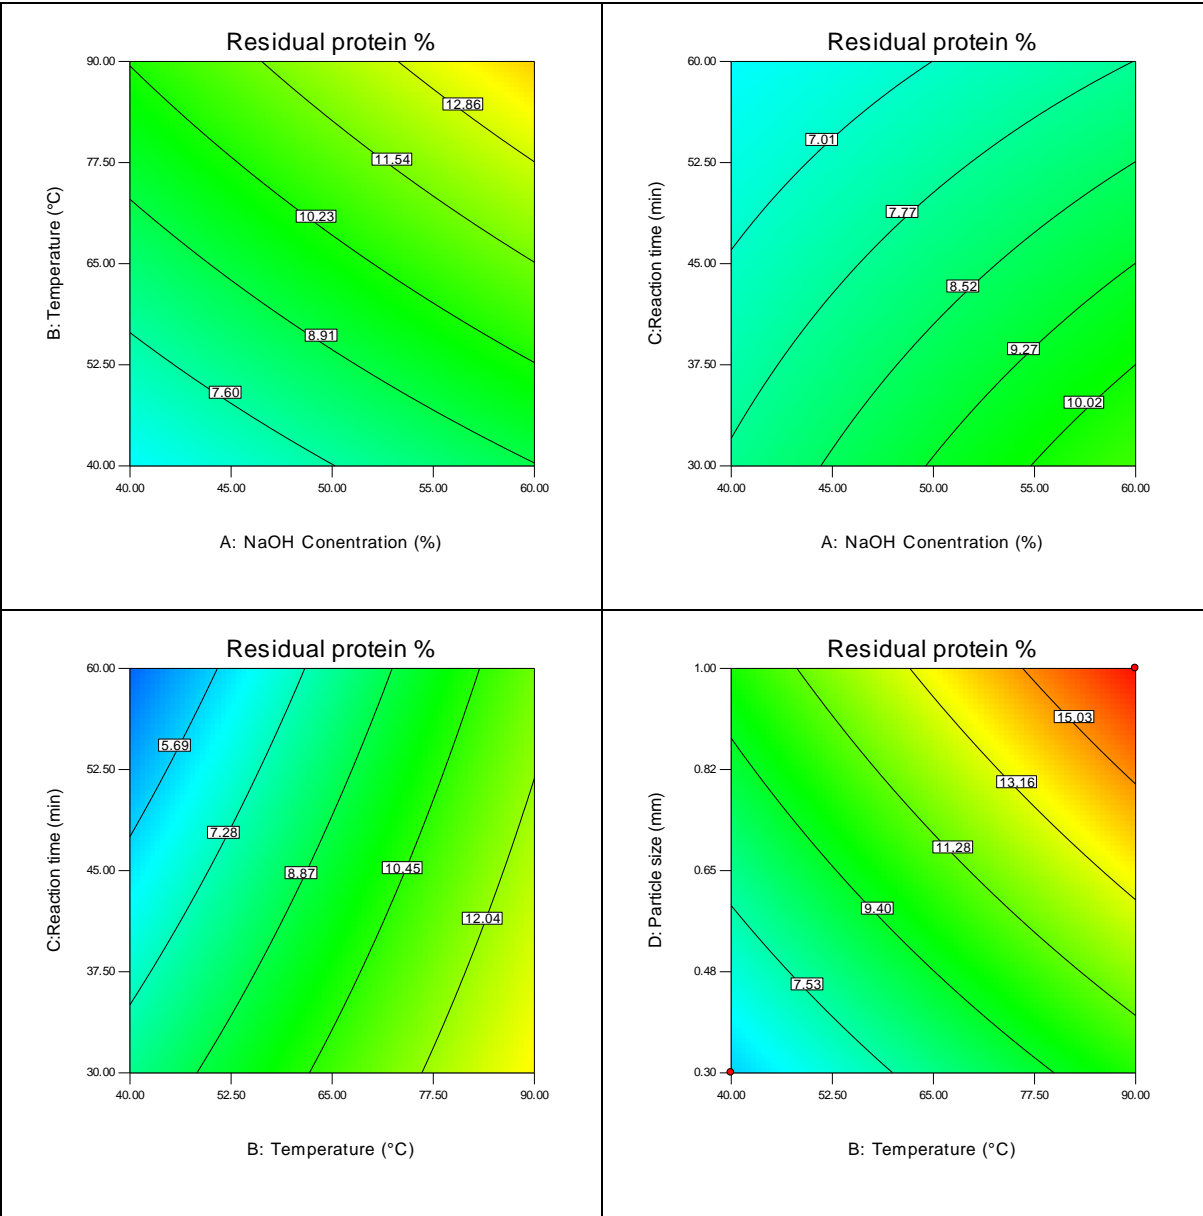 Residual protein %
90.00
77.50
65.00
52.50
40.00
B: Temperature (°C)
12.86
11.54
10.23
8.91
7.60
40.00 45.00 50.00 55.00 60.00
A: NaOH Conentration (%)
Residual protein %
60.00
52.50
45.00
37.50
30.00
C:Reaction time (min)
7.01
7.77
8.52
9.27
10.02
40.00 45.00 50.00 55.00 60.00
A: NaOH Conentration (%)
Residual protein %
60.00
52.50
45.00
37.50
30.00
C:Reaction time (min)
5.69
7.28
8.87
10.45
12.04
40.00 52.50 65.00 77.50 90.00
B: Temperature (°C)
Residual protein %
1.00
0.82
0.65
0.48
0.30
D: Particle size (mm)
15.03
13.16
11.28
9.40
7.53
40.00 52.50 65.00 77.50 90.00
B: Temperature (°C)